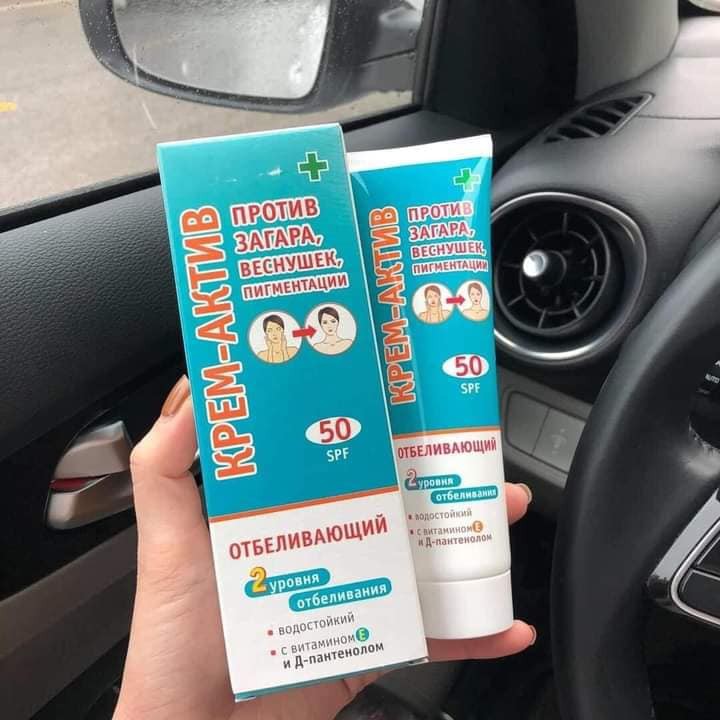 КРЕМ-АКТИВ
ПРОТИВ
ЗАГАРА,
ВЕСНУШЕК,
ПИГМЕНТАЦИИ
50
SPF
ОТБЕЛИВАЮЩИЙ
2 уровня
отбеливания
• водостойкий
• с витамином E
и Д-пантенолом
КРЕМ-АКТИВ
ПРОТИВ
ЗАГАРА,
ВЕСНУШЕК,
ПИГМЕНТАЦИИ
50
SPF
ОТБЕЛИВАЮЩИЙ
2 уровня
отбеливания
• водостойкий
• с витамином E
и Д-пантенолом